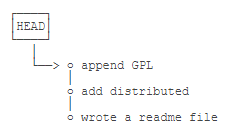 HEAD
append GPL
add distributed
wrote a readme file